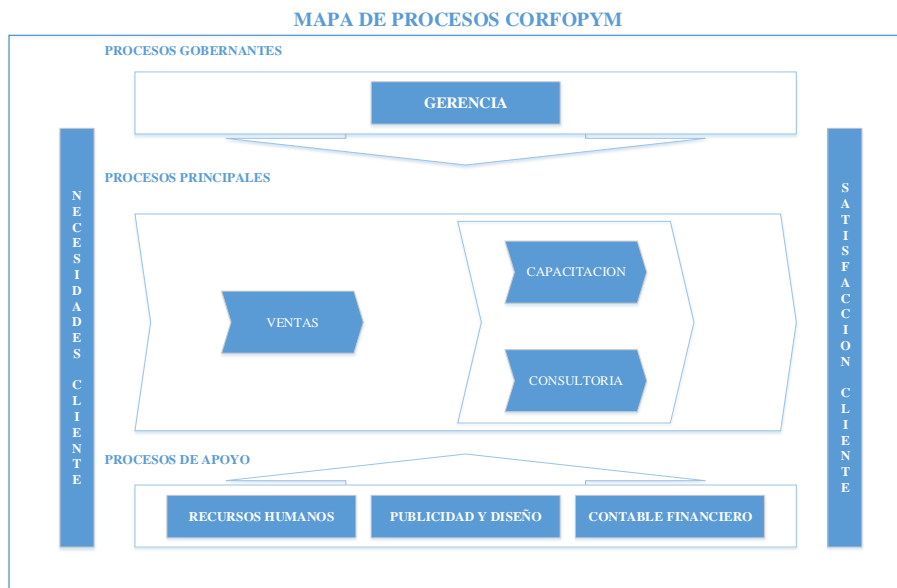 MAPA DE PROCESOS CORFOPYM
PROCESOS GOBERNANTES
GERENCIA
NECESIDADES CLIENTE
PROCESOS PRINCIPALES
VENTAS
CAPACITACION
CONSULTORIA
SATISFACCION CLIENTE
PROCESOS DE APOYO
RECURSOS HUMANOS
PUBLICIDAD Y DISEÑO
CONTABLE FINANCIERO